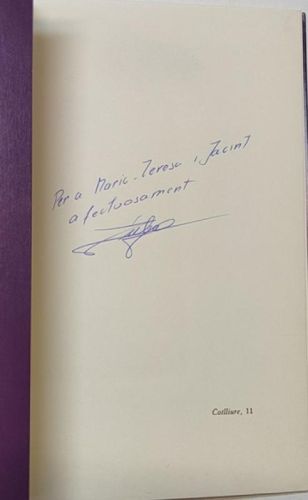 Per a Maria-Teresa i Jacint
afectuosament
Cotlliure, 11